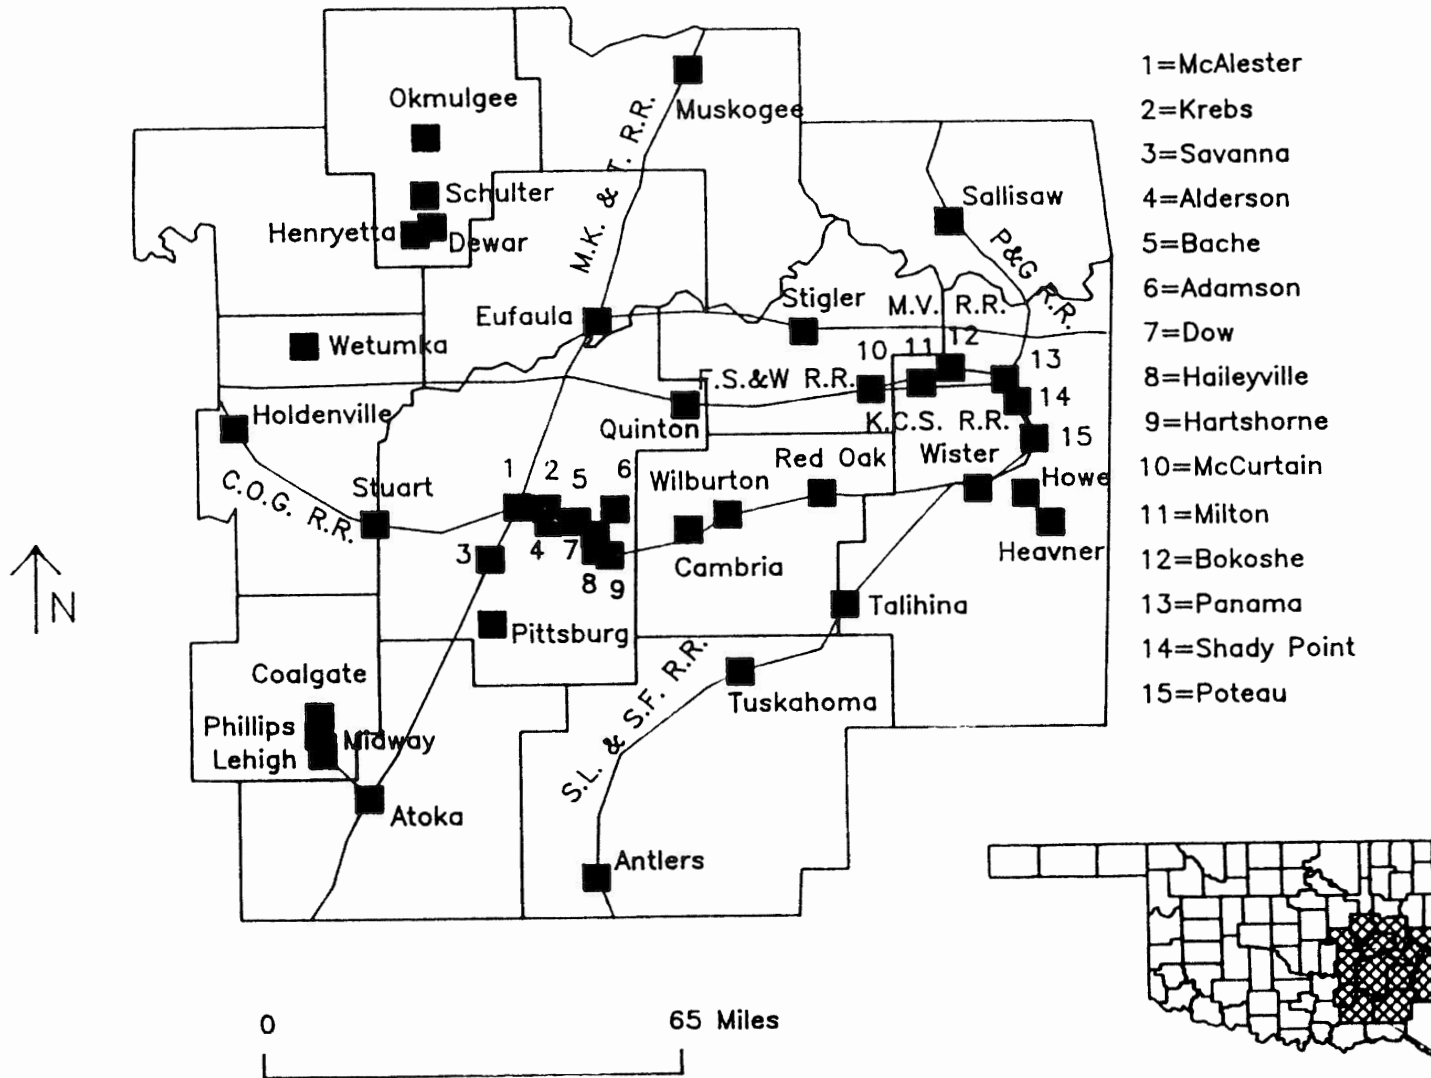 1=McAlester
Okmulgee
Muskogee
2=Krebs
3=Savanna
M.K. & T. R.R.
Schulter
Sallisaw
4=Alderson
Henryetta
Dewar
P&G R.R.
5=Bache
Eufaula
Stigler
M.V. R.R.
6=Adamson
Wetumka
7=Dow
10
11
12
13
F.S.&W R.R.
8=Haileyville
14
Holdenville
Quinton
K.C.S. R.R.
15
9=Hartshorne
C.O.G. R.R.
Stuart
1
2
5
6
Wilburton
Red Oak
Wister
Howe
10=McCurtain
3
4
7
8
9
Cambria
Heavner
11=Milton
N
Pittsburg
Talihina
12=Bokoshe
13=Panama
Coalgate
S.L. & S.F. R.R.
Tuskahoma
14=Shady Point
Phillips
Midway
Lehigh
15=Poteau
Atoka
Antlers
0
65 Miles